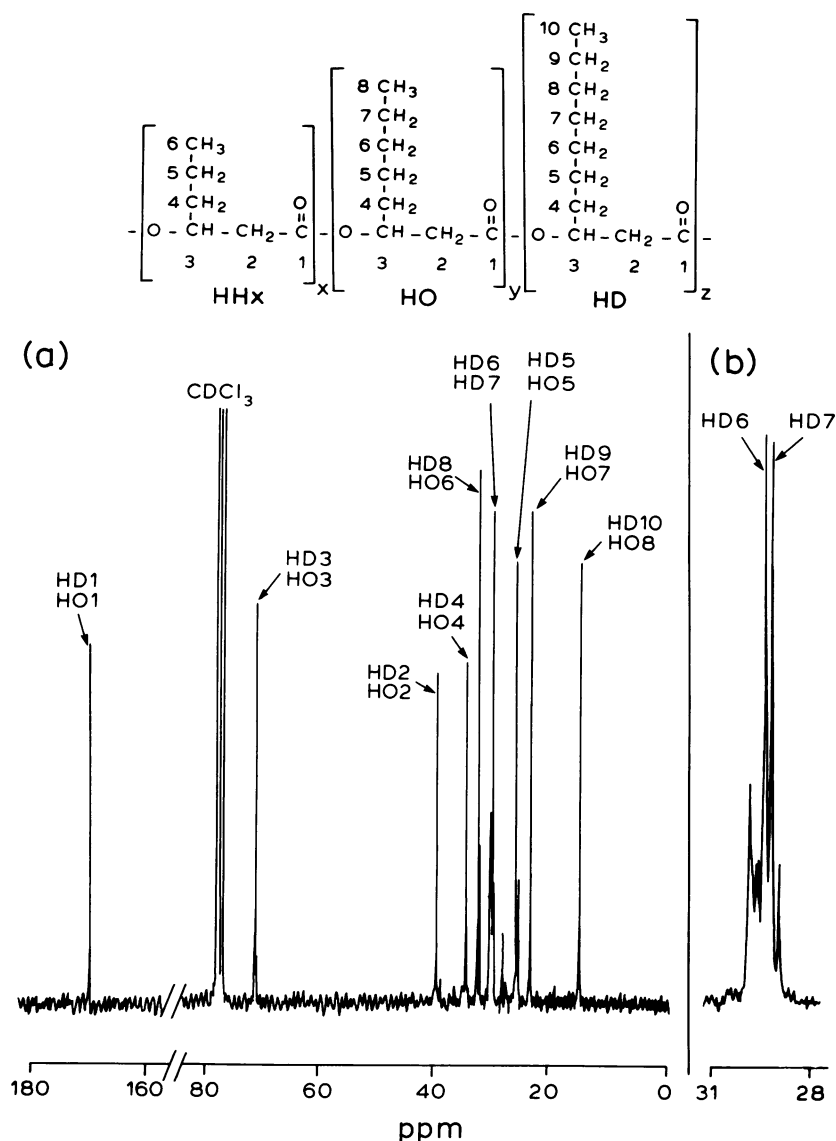 10 CH3
9 CH2
8 CH3 8 CH2
7 CH2 7 CH2
6 CH3 6 CH2 6 CH2
5 CH2 5 CH2 5 CH2
4 CH2 O 4 CH2 O 4 CH2 O
- O - CH - CH2 - C - O - CH - CH2 - C - O - CH - CH2 - C -
3 2 1 x 3 2 1 y 3 2 1 z
HHx HO HD
(a)
CDCl3
HD1
HO1
HD3
HO3
HD2
HO2
HD4
HO4
HD8
HO6
HD6
HD7
HD5
HO5
HD9
HO7
HD10
HO8
180 160 80 60 40 20 0
ppm
(b)
HD6 HD7
31 28